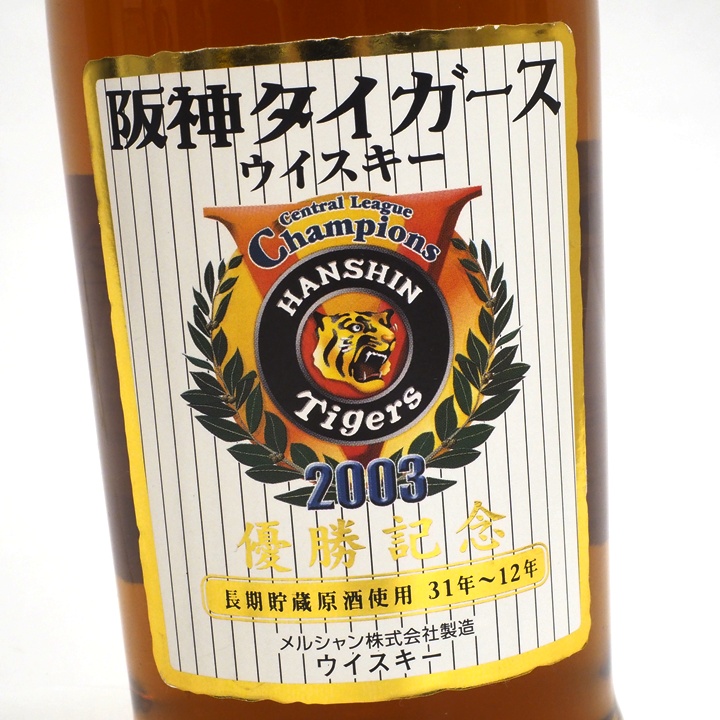 阪神タイガース
ウイスキー
Central League
Champions
HANSHIN
Tigers
2003
優勝記念
長期貯蔵原酒使用 31年～12年
メルシャン株式会社製造
ウイスキー